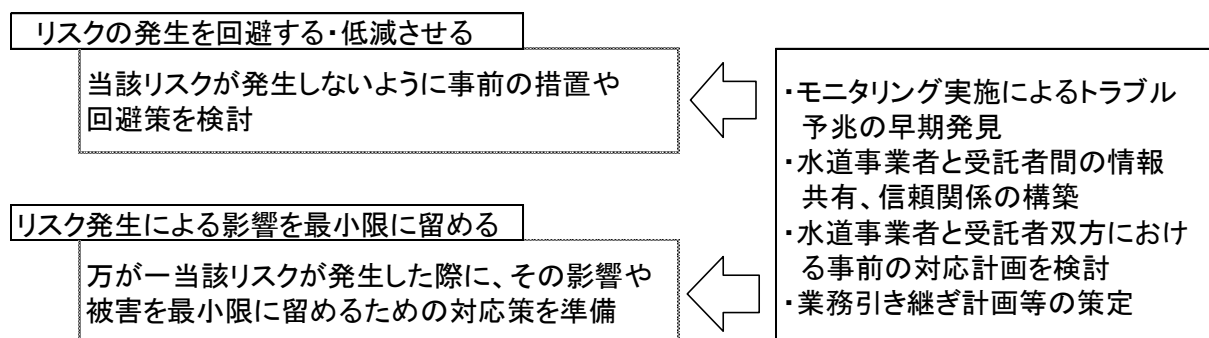 リスクの発生を回避する・低減させる
当該リスクが発生しないように事前の措置や
回避策を検討
リスク発生による影響を最小限に留める
万が一当該リスクが発生した際に、その影響や
被害を最小限に留めるための対応策を準備
・モニタリング実施によるトラブル
予兆の早期発見
・水道事業者と受託者間の情報
共有、信頼関係の構築
・水道事業者と受託者双方におけ
る事前の対応計画を検討
・業務引き継ぎ計画等の策定